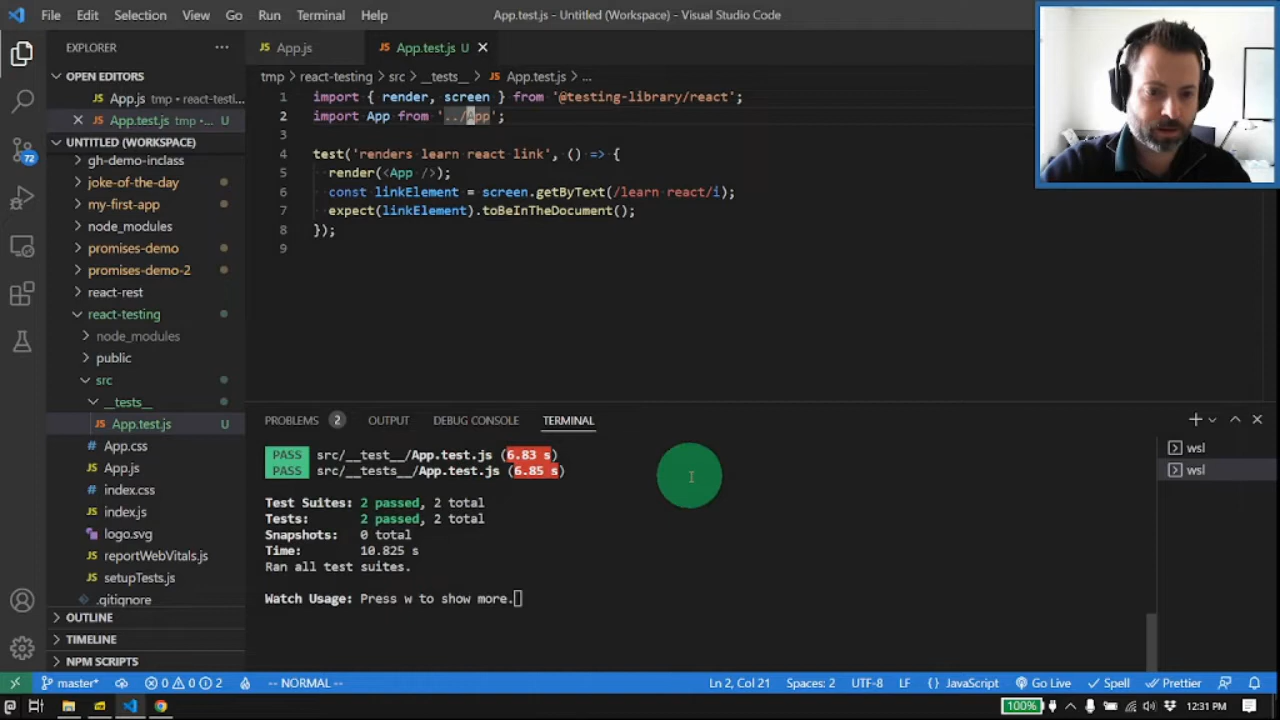 File Edit Selection View Go Run Terminal Help
App.test.js - Untitled (Workspace) - Visual Studio Code
EXPLORER ...
OPEN EDITORS
App.js tmp • react-testi...
App.test.js tmp • ... U
UNTITLED (WORKSPACE)
gh-demo-inclass
joke-of-the-day
my-first-app
node_modules
promises-demo
promises-demo-2
react-rest
react-testing
node_modules
public
src
__tests__
App.test.js U
App.css
App.js
index.css
index.js
logo.svg
reportWebVitals.js
setupTests.js
.gitignore
OUTLINE
TIMELINE
NPM SCRIPTS
72
JS App.js
JS App.test.js U
tmp > react-testing > src > __tests__ > JS App.test.js > ...
1 import { render, screen } from '@testing-library/react';
2 import App from '../App';
3
4 test('renders learn react link', () => {
5 render(<App />);
6 const linkElement = screen.getByText(/learn react/i);
7 expect(linkElement).toBeInTheDocument();
8 });
9
PROBLEMS 2 OUTPUT DEBUG CONSOLE TERMINAL
PASS src/__test__/App.test.js (6.83 s)
PASS src/__tests__/App.test.js (6.85 s)
Test Suites: 2 passed, 2 total
Tests: 2 passed, 2 total
Snapshots: 0 total
Time: 10.825 s
Ran all test suites.
Watch Usage: Press w to show more.
wsl
wsl
master* 0 0 2 -- NORMAL -- Ln 2, Col 21 Spaces: 2 UTF-8 LF {} JavaScript Go Live Spell Prettier
100% 12:31 PM